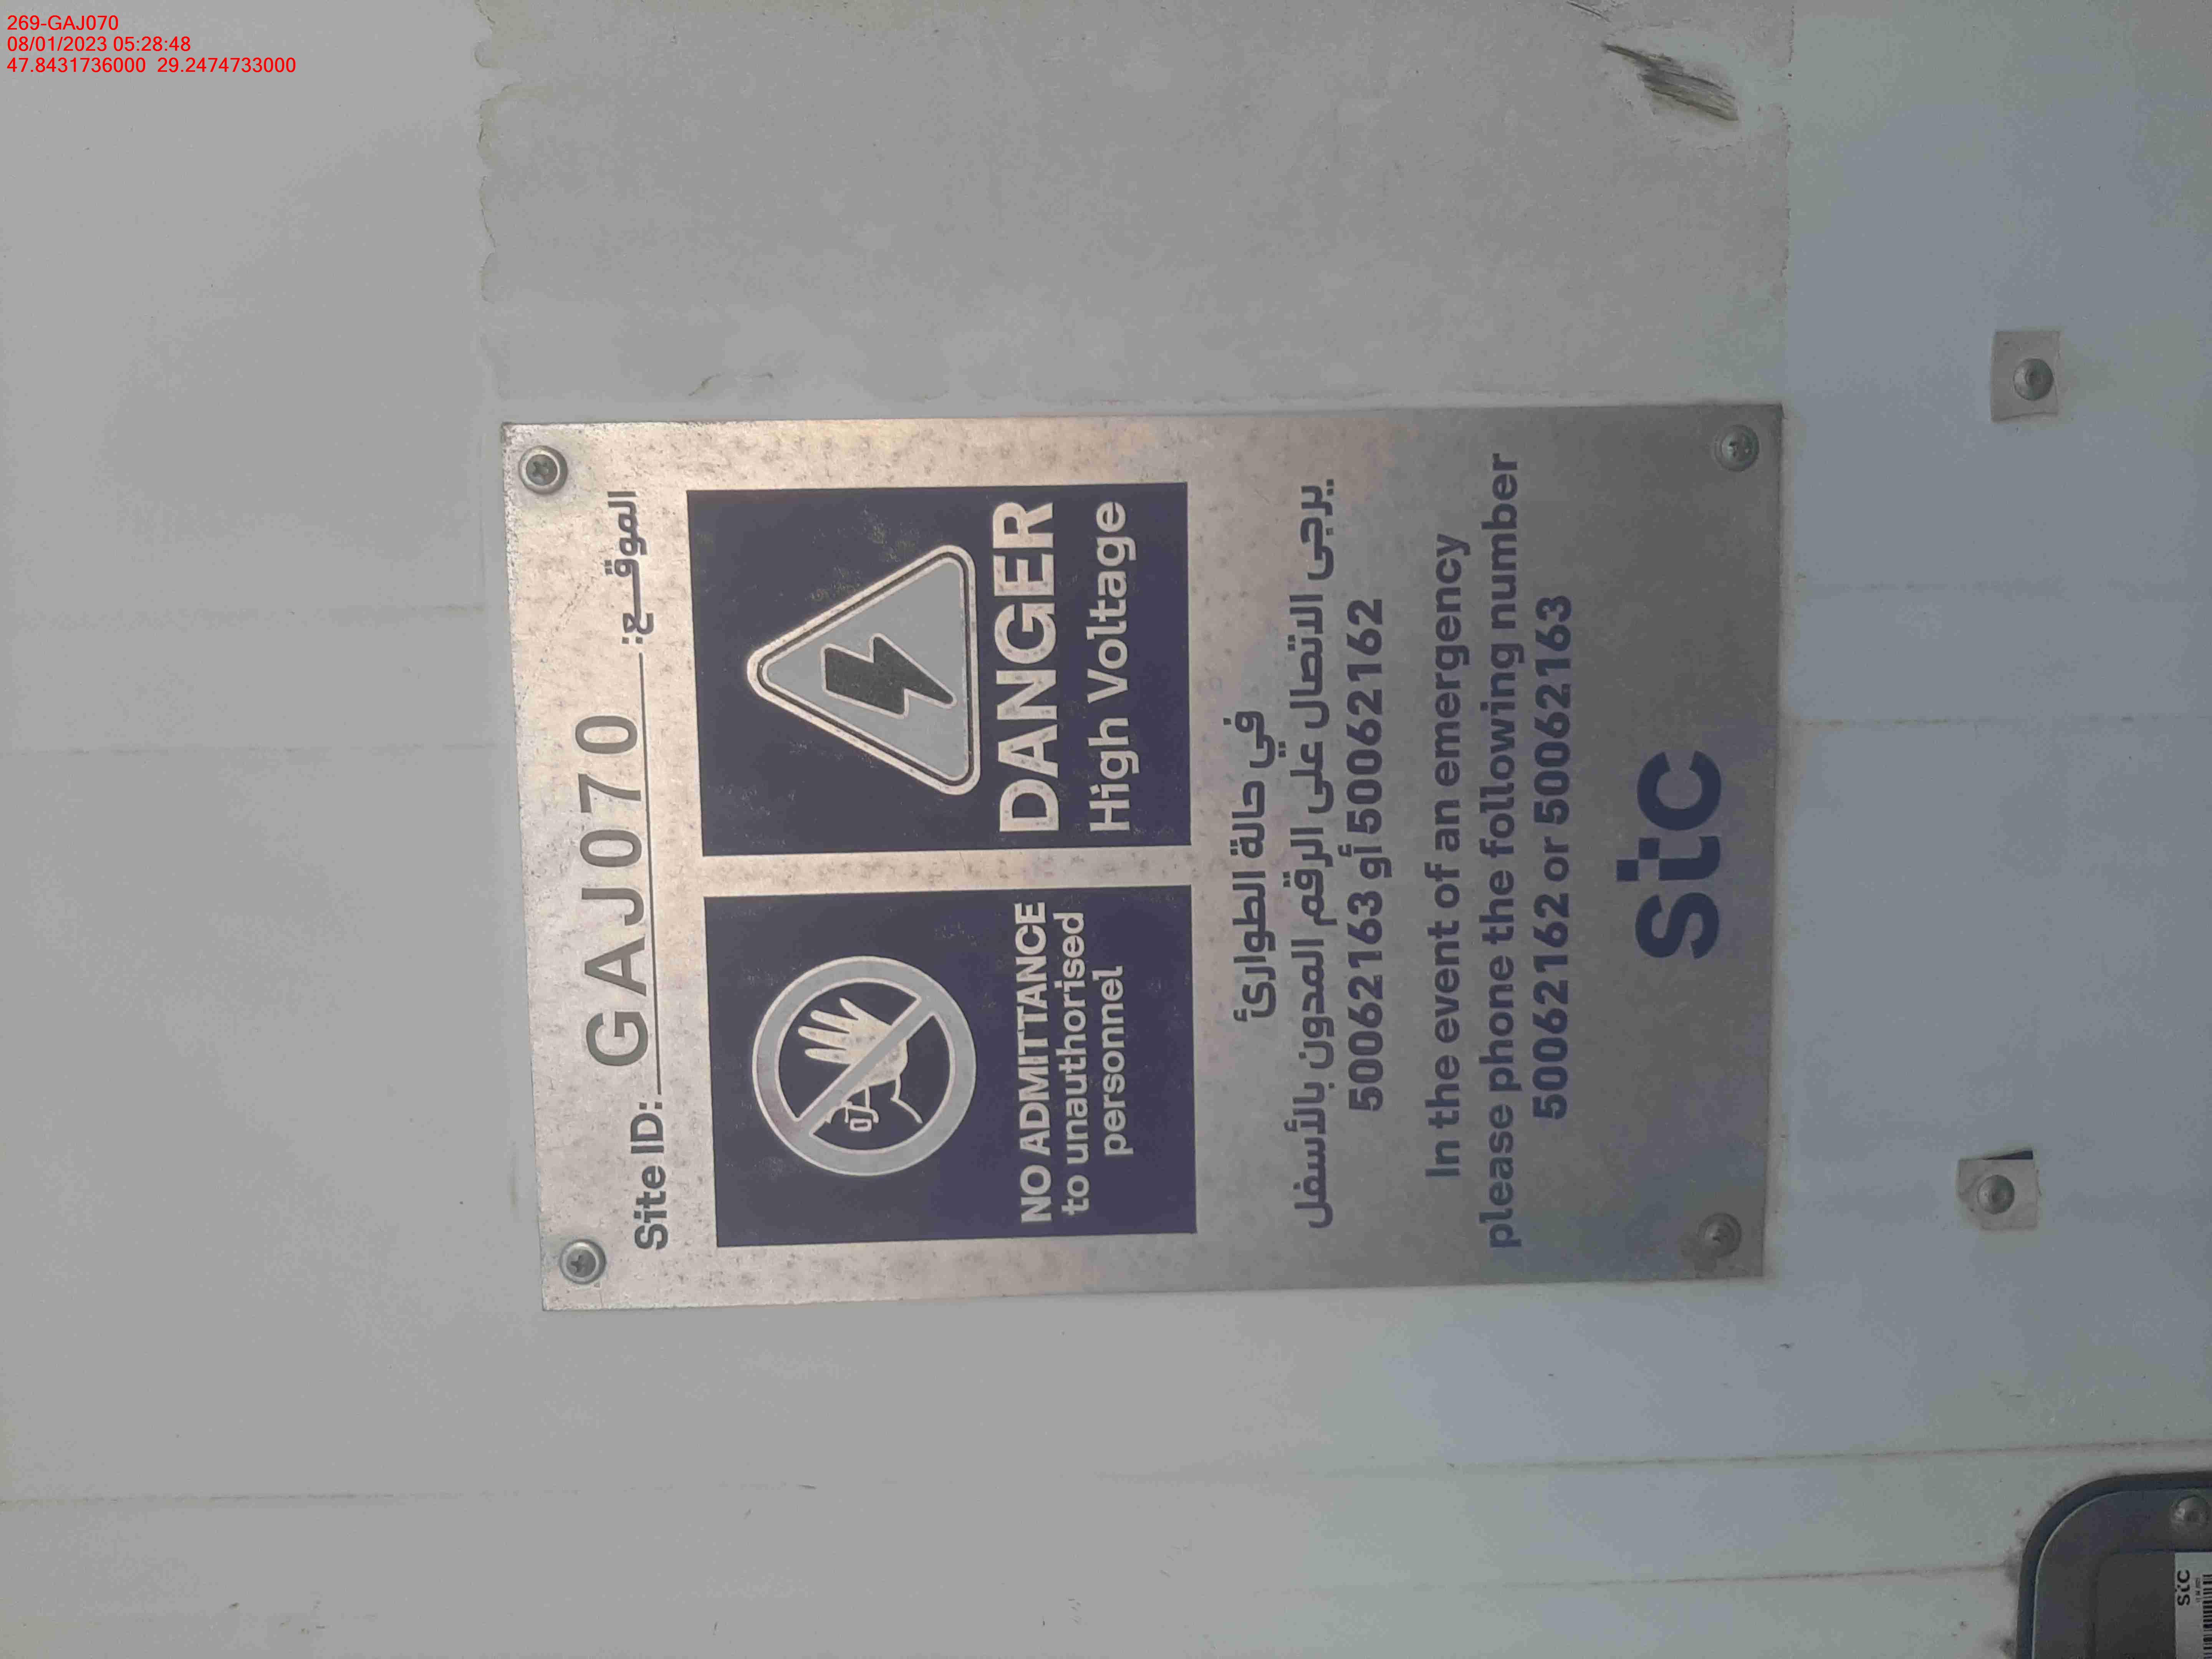 269-GAJ070
08/01/2023 05:28:48
47.8431736000 29.2474733000
Site ID: GAJ070 الموقـــع:
NO ADMITTANCE
to unauthorised
personnel
DANGER
High Voltage
في حالة الطوارئ
يرجى الاتصال على الرقم المدون بالأسفل
50062163 أو 50062162
In the event of an emergency
please phone the following number
50062162 or 50062163
stc
stc